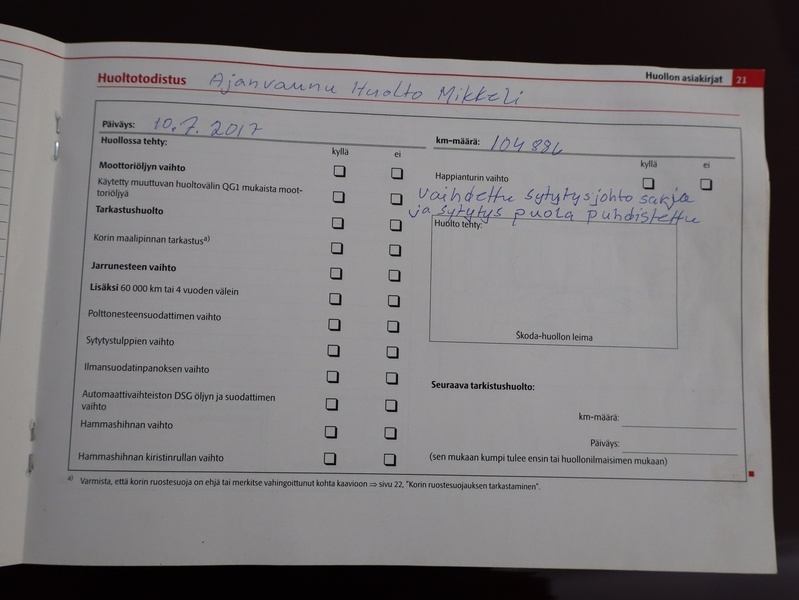 Huoltotodistus Ajanvaunu Huolto Mikkeli
Huollon asiakirjat 21
Päiväys: 10.7.2017
km-määrä: 104 886
Huollossa tehty:
kyllä ei
kyllä ei
Moottoriöljyn vaihto
Happianturin vaihto
Käytetty muuttuvan huoltovälin QG1 mukaista moot-
toriöljyä
vaihdettu sytytysjohto sarja
ja sytytys puola puhdistettu
Tarkastushuolto
Huolto tehty:
Korin maalipinnan tarkastus a)
Jarrunesteen vaihto
Lisäksi 60 000 km tai 4 vuoden välein
Polttonesteensuodattimen vaihto
Škoda-huollon leima
Sytytystulppien vaihto
Ilmansuodatinpanoksen vaihto
Seuraava tarkistushuolto:
Automaattivaihteiston DSG öljyn ja suodattimen
vaihto
km-määrä:
Hammashihnan vaihto
Päiväys:
Hammashihnan kiristinrullan vaihto
(sen mukaan kumpi tulee ensin tai huollonilmaisimen mukaan)
a) Varmista, että korin ruostesuoja on ehjä tai merkitse vahingoittunut kohta kaavioon ⇒ sivu 22, "Korin ruostesuojauksen tarkastaminen".